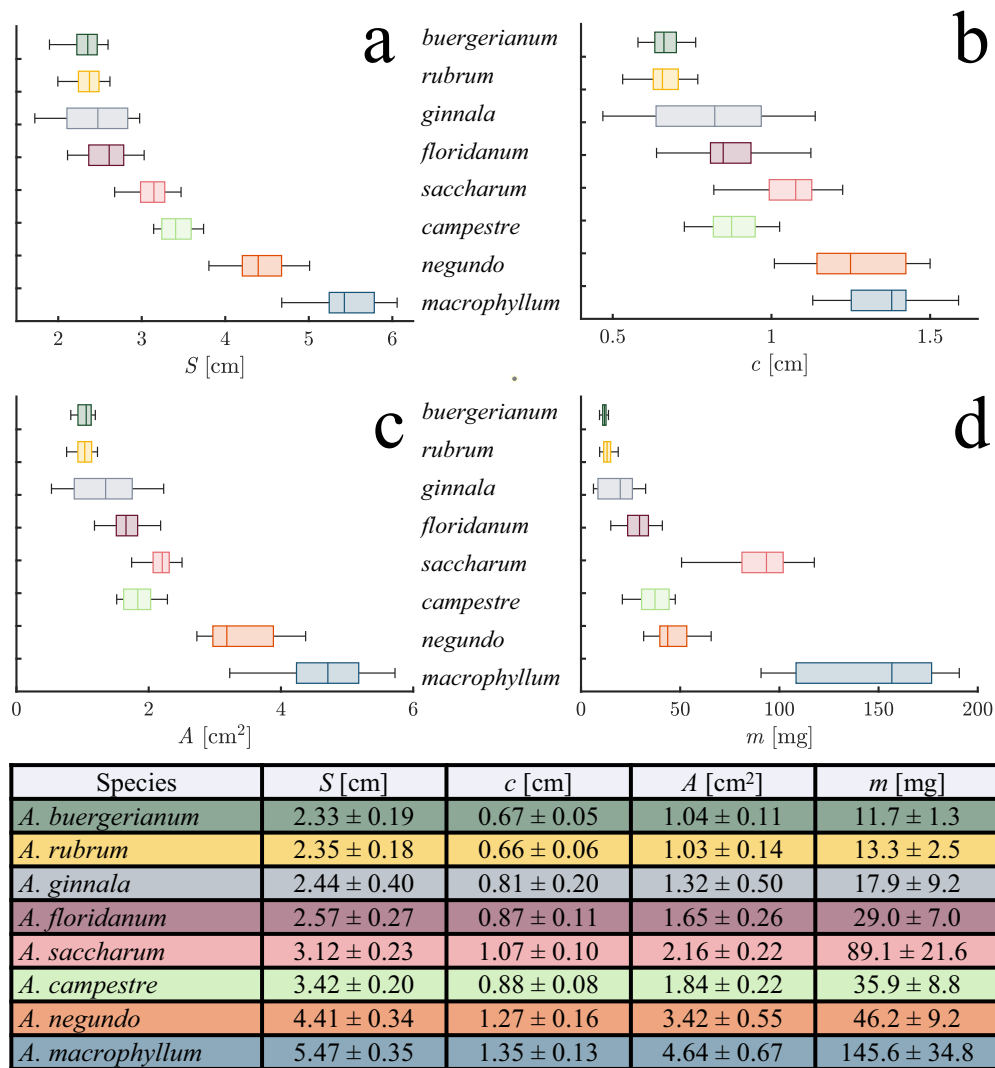 a
b
buergerianum
rubrum
ginnala
floridanum
saccharum
campestre
negundo
macrophyllum
2 3 4 5 6
S [cm]
0.5 1 1.5
c [cm]
c
d
buergerianum
rubrum
ginnala
floridanum
saccharum
campestre
negundo
macrophyllum
0 2 4 6
A [cm²]
0 50 100 150 200
m [mg]
Species S [cm] c [cm] A [cm²] m [mg]
A. buergerianum 2.33 ± 0.19 0.67 ± 0.05 1.04 ± 0.11 11.7 ± 1.3
A. rubrum 2.35 ± 0.18 0.66 ± 0.06 1.03 ± 0.14 13.3 ± 2.5
A. ginnala 2.44 ± 0.40 0.81 ± 0.20 1.32 ± 0.50 17.9 ± 9.2
A. floridanum 2.57 ± 0.27 0.87 ± 0.11 1.65 ± 0.26 29.0 ± 7.0
A. saccharum 3.12 ± 0.23 1.07 ± 0.10 2.16 ± 0.22 89.1 ± 21.6
A. campestre 3.42 ± 0.20 0.88 ± 0.08 1.84 ± 0.22 35.9 ± 8.8
A. negundo 4.41 ± 0.34 1.27 ± 0.16 3.42 ± 0.55 46.2 ± 9.2
A. macrophyllum 5.47 ± 0.35 1.35 ± 0.13 4.64 ± 0.67 145.6 ± 34.8